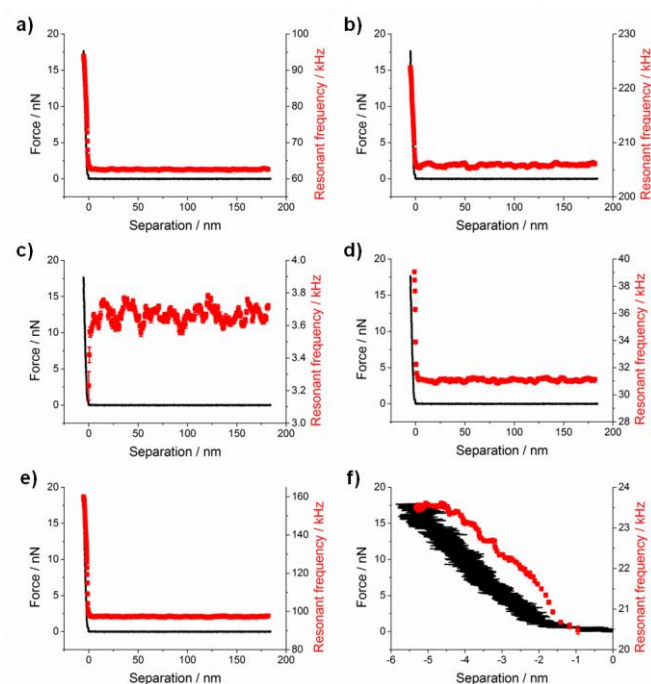 a)
Force / nN
20
15
10
5
0
Resonant frequency / kHz
100
90
80
70
60
0 50 100 150 200
Separation / nm
b)
Force / nN
20
15
10
5
0
Resonant frequency / kHz
230
220
210
200
0 50 100 150 200
Separation / nm
c)
Force / nN
20
15
10
5
0
Resonant frequency / kHz
4.0
3.8
3.6
3.4
3.2
3.0
0 50 100 150 200
Separation / nm
d)
Force / nN
20
15
10
5
0
Resonant frequency / kHz
40
38
36
34
32
30
28
0 50 100 150 200
Separation / nm
e)
Force / nN
20
15
10
5
0
Resonant frequency / kHz
160
140
120
100
80
0 50 100 150 200
Separation / nm
f)
Force / nN
20
15
10
5
0
Resonant frequency / kHz
24
23
22
21
20
-6 -5 -4 -3 -2 -1 0
Separation / nm